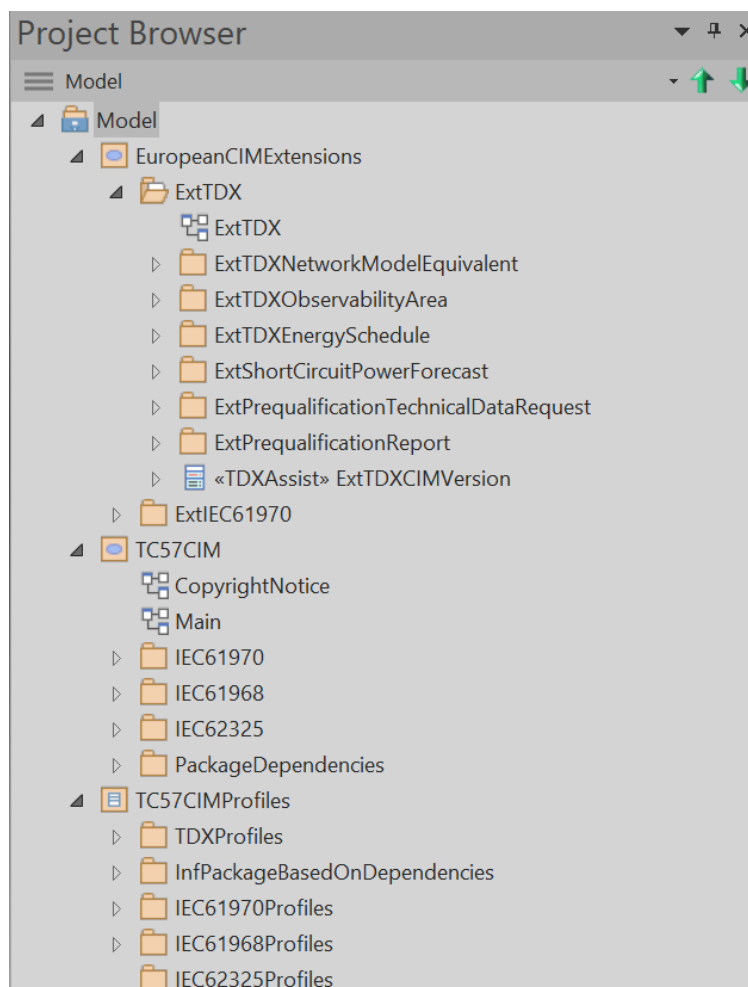 Project Browser
Model
Model
EuropeanCIMExtensions
ExtTDX
ExtTDX
ExtTDXNetworkModelEquivalent
ExtTDXObservabilityArea
ExtTDXEnergySchedule
ExtShortCircuitPowerForecast
ExtPrequalificationTechnicalDataRequest
ExtPrequalificationReport
«TDXAssist» ExtTDXCIMVersion
ExtIEC61970
TC57CIM
CopyrightNotice
Main
IEC61970
IEC61968
IEC62325
PackageDependencies
TC57CIMProfiles
TDXProfiles
InfPackageBasedOnDependencies
IEC61970Profiles
IEC61968Profiles
IEC62325Profiles